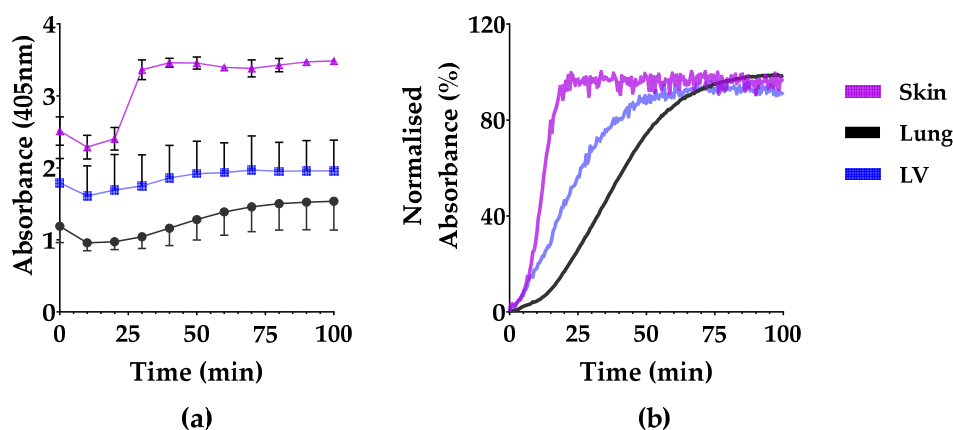 Absorbance (405nm)
4
3
2
1
0
0 25 50 75 100
Time (min)
(a)
Normalised
Absorbance (%)
120
80
40
0
0 25 50 75 100
Time (min)
(b)
Skin
Lung
LV